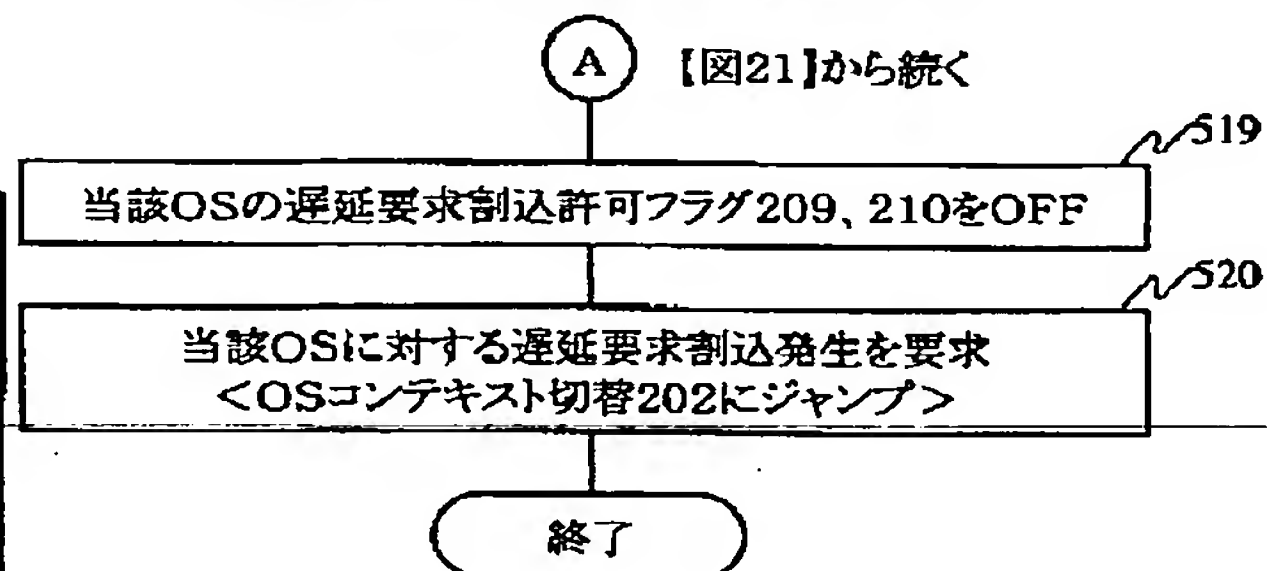 A 【図21】から続く
519
当該OSの遅延要求割込許可フラグ209、210をOFF
520
当該OSに対する遅延要求割込発生を要求
<OSコンテキスト切替202にジャンプ>
終了